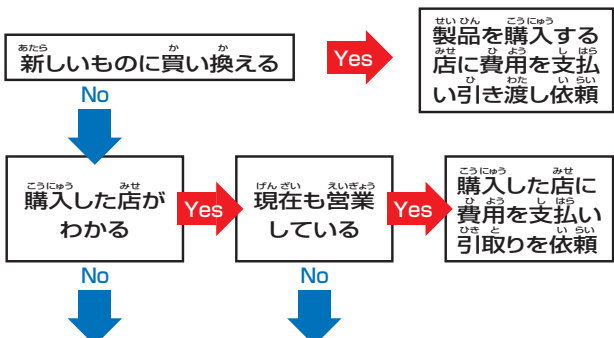 新しいものに買い換える
Yes
製品を購入する
店に費用を支払
い引き渡し依頼
No
購入した店が
わかる
Yes
現在も営業
している
Yes
購入した店に
費用を支払い
引取りを依頼
No
No